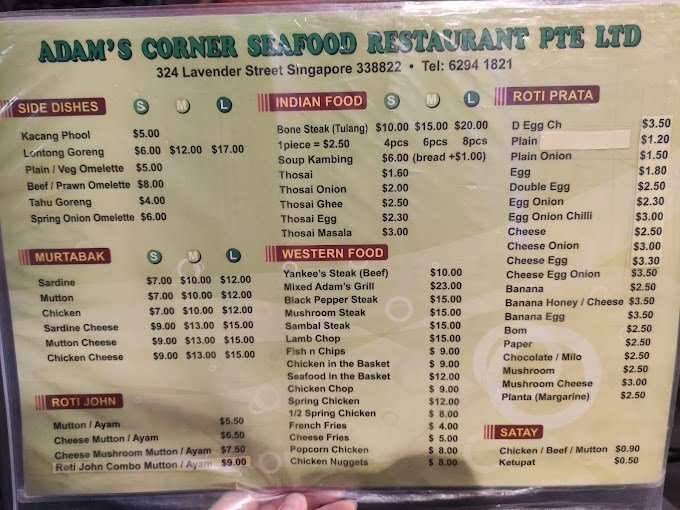 ADAM'S CORNER SEAFOOD RESTAURANT PTE LTD
324 Lavender Street Singapore 338822 • Tel: 6294 1821
SIDE DISHES S M L
Kacang Phool $5.00
Lontong Goreng $6.00 $12.00 $17.00
Plain / Veg Omelette $5.00
Beef / Prawn Omelette $8.00
Tahu Goreng $4.00
Spring Onion Omelette $6.00
MURTABAK S M L
Sardine $7.00 $10.00 $12.00
Mutton $7.00 $10.00 $12.00
Chicken $7.00 $10.00 $12.00
Sardine Cheese $9.00 $13.00 $15.00
Mutton Cheese $9.00 $13.00 $15.00
Chicken Cheese $9.00 $13.00 $15.00
ROTI JOHN
Mutton / Ayam $5.50
Cheese Mutton / Ayam $6.50
Cheese Mushroom Mutton / Ayam $7.50
Roti John Combo Mutton / Ayam $9.00
INDIAN FOOD S M L
Bone Steak (Tulang) $10.00 $15.00 $20.00
1piece = $2.50 4pcs 6pcs 8pcs
Soup Kambing $6.00 (bread +$1.00)
Thosai $1.60
Thosai Onion $2.00
Thosai Ghee $2.50
Thosai Egg $2.30
Thosai Masala $3.00
WESTERN FOOD
Yankee's Steak (Beef) $10.00
Mixed Adam's Grill $23.00
Black Pepper Steak $15.00
Mushroom Steak $15.00
Sambal Steak $15.00
Lamb Chop $15.00
Fish n Chips $ 9.00
Chicken in the Basket $ 9.00
Seafood in the Basket $12.00
Chicken Chop $ 9.00
Spring Chicken $12.00
1/2 Spring Chicken $ 8.00
French Fries $ 4.00
Cheese Fries $ 5.00
Popcorn Chicken $ 8.00
Chicken Nuggets $ 8.00
ROTI PRATA
D Egg Ch $3.50
Plain $1.20
Plain Onion $1.50
Egg $1.80
Double Egg $2.50
Egg Onion $2.30
Egg Onion Chilli $3.00
Cheese $2.50
Cheese Onion $3.00
Cheese Egg $3.30
Cheese Egg Onion $3.50
Banana $2.50
Banana Honey / Cheese $3.50
Banana Egg $3.50
Bom $2.50
Paper $2.50
Chocolate / Milo $2.50
Mushroom $2.50
Mushroom Cheese $3.00
Planta (Margarine) $2.50
SATAY
Chicken / Beef / Mutton $0.90
Ketupat $0.50